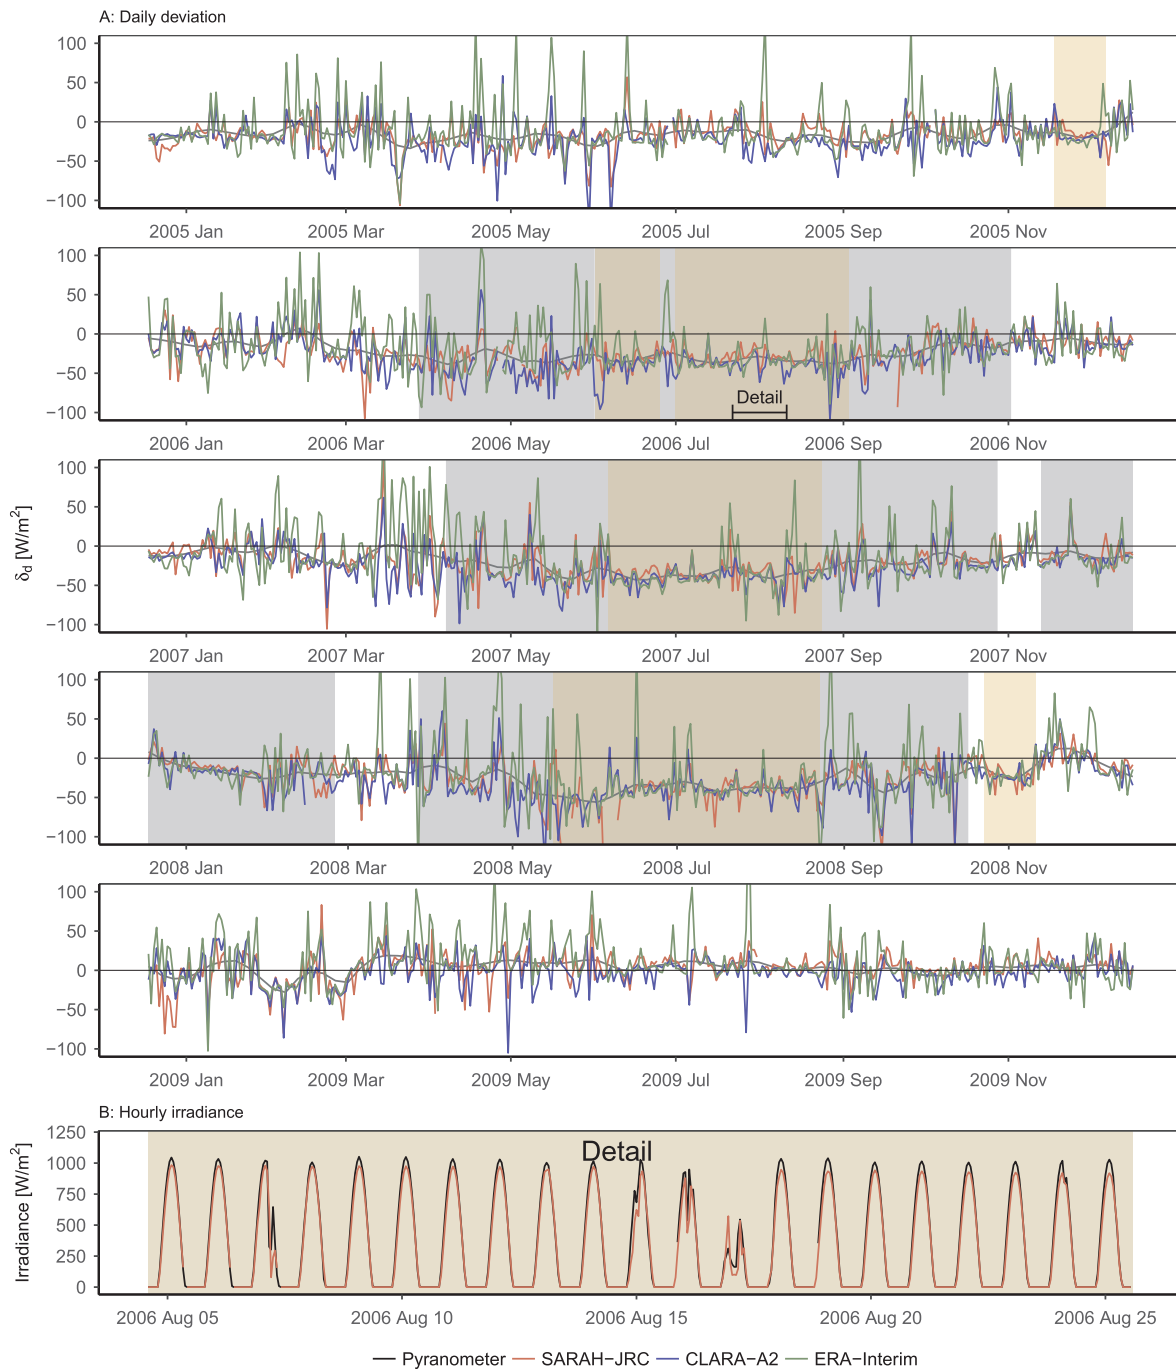 A: Daily deviation
100
50
0
−50
−100
2005 Jan 2005 Mar 2005 May 2005 Jul 2005 Sep 2005 Nov
100
50
0
−50
−100
Detail
2006 Jan 2006 Mar 2006 May 2006 Jul 2006 Sep 2006 Nov
δd [W/m²]
100
50
0
−50
−100
2007 Jan 2007 Mar 2007 May 2007 Jul 2007 Sep 2007 Nov
100
50
0
−50
−100
2008 Jan 2008 Mar 2008 May 2008 Jul 2008 Sep 2008 Nov
100
50
0
−50
−100
2009 Jan 2009 Mar 2009 May 2009 Jul 2009 Sep 2009 Nov
B: Hourly irradiance
Irradiance [W/m²]
1250
1000
750
500
250
0
Detail
2006 Aug 05 2006 Aug 10 2006 Aug 15 2006 Aug 20 2006 Aug 25
Pyranometer SARAH−JRC CLARA−A2 ERA−Interim